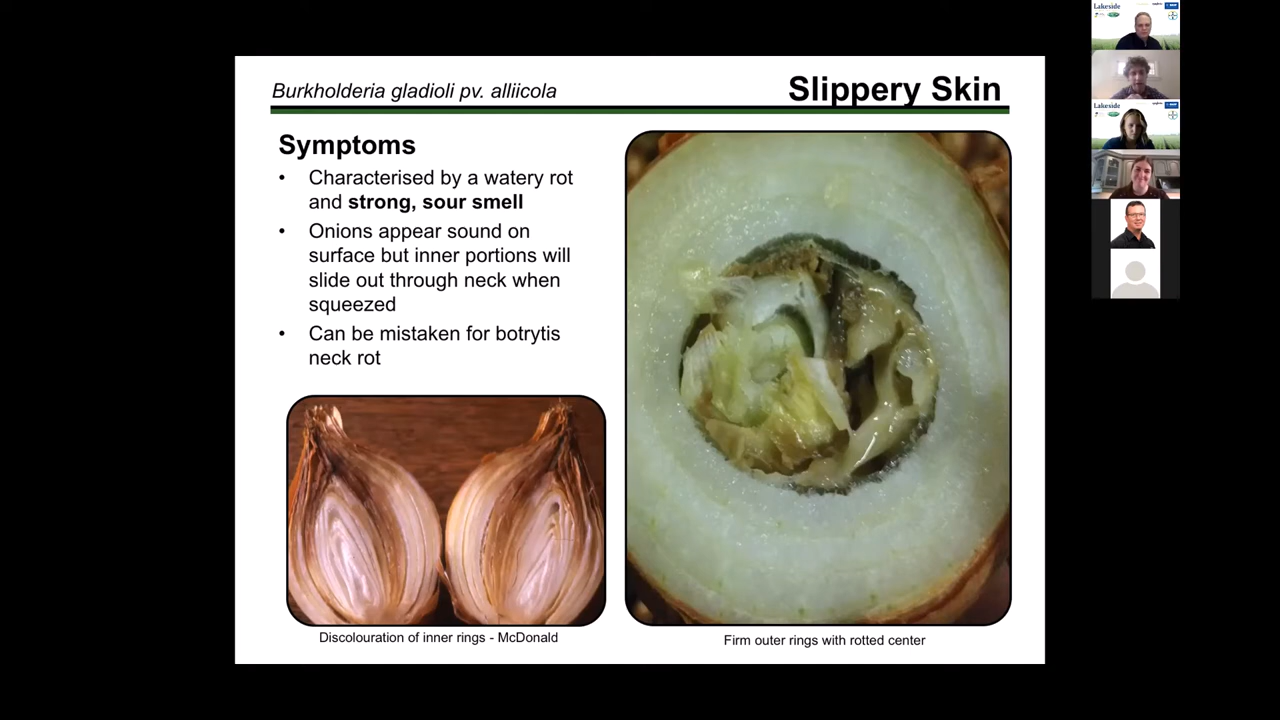 Burkholderia gladioli pv. alliicola
Slippery Skin
Symptoms
• Characterised by a watery rot
and strong, sour smell
• Onions appear sound on
surface but inner portions will
slide out through neck when
squeezed
• Can be mistaken for botrytis
neck rot
Discolouration of inner rings - McDonald
Firm outer rings with rotted center
Lakeside
Lakeside